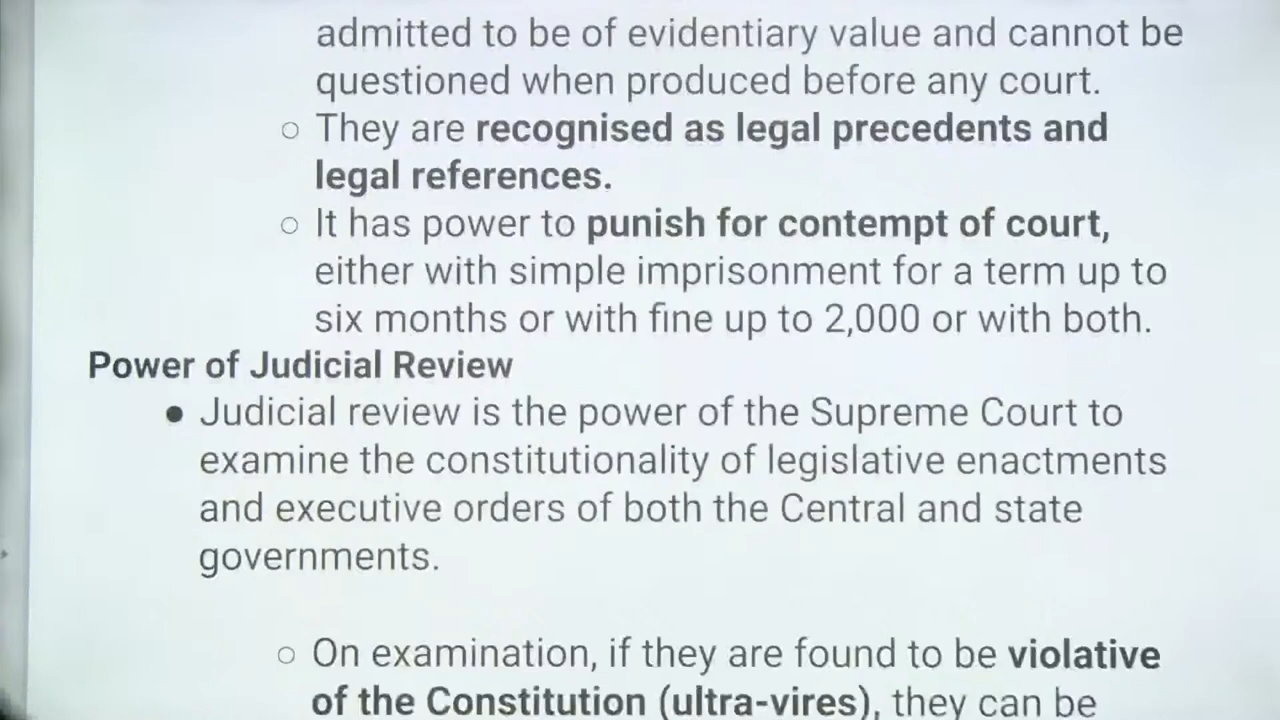 admitted to be of evidentiary value and cannot be
questioned when produced before any court.
○ They are recognised as legal precedents and
legal references.
○ It has power to punish for contempt of court,
either with simple imprisonment for a term up to
six months or with fine up to 2,000 or with both.
Power of Judicial Review
● Judicial review is the power of the Supreme Court to
examine the constitutionality of legislative enactments
and executive orders of both the Central and state
governments.
○ On examination, if they are found to be violative
of the Constitution (ultra-vires), they can be